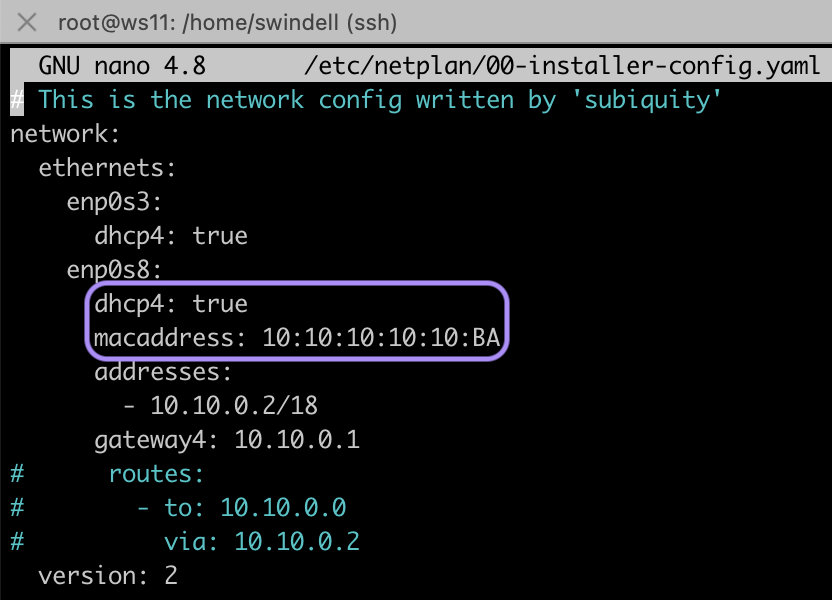 root@ws11: /home/swindell (ssh)
GNU nano 4.8 /etc/netplan/00-installer-config.yaml
# This is the network config written by 'subiquity'
network:
  ethernets:
    enp0s3:
      dhcp4: true
    enp0s8:
      dhcp4: true
      macaddress: 10:10:10:10:10:BA
      addresses:
        - 10.10.0.2/18
      gateway4: 10.10.0.1
#      routes:
#        - to: 10.10.0.0
#          via: 10.10.0.2
  version: 2